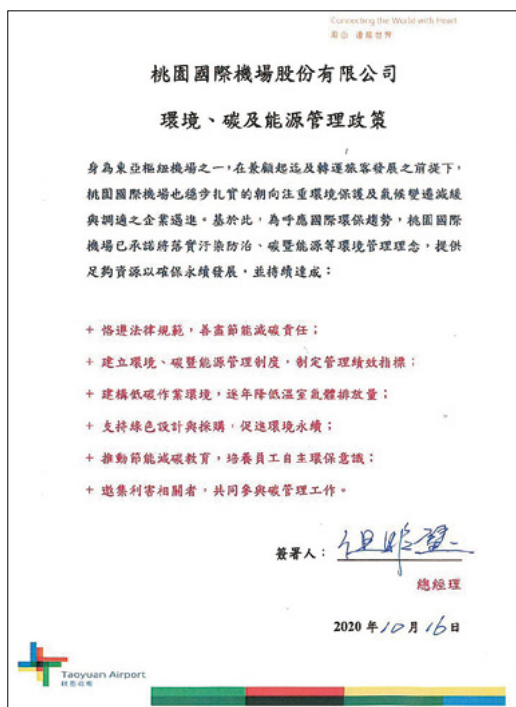 Connecting the World with Heart
用心 連結世界
桃園國際機場股份有限公司
環境、碳及能源管理政策
身為東亞樞紐機場之一,在兼顧起迄及轉運旅客發展之前提下,
桃園國際機場也穩步扎實的朝向注重環境保護及氣候變遷減緩
與調適之企業邁進。基於此,為呼應國際環保趨勢,桃園國際
機場已承諾將落實汙染防治、碳暨能源等環境管理理念,提供
足夠資源以確保永續發展,並持續達成:
+ 恪遵法律規範,善盡節能減碳責任;
+ 建立環境、碳暨能源管理制度,制定管理績效指標;
+ 建構低碳作業環境,逐年降低溫室氣體排放量;
+ 支持綠色設計與採購,促進環境永續;
+ 推動節能減碳教育,培養員工自主環保意識;
+ 邀集利害相關者,共同參與碳管理工作。
簽署人:
總經理
2020 年 10 月 16 日
Taoyuan Airport
桃園機場